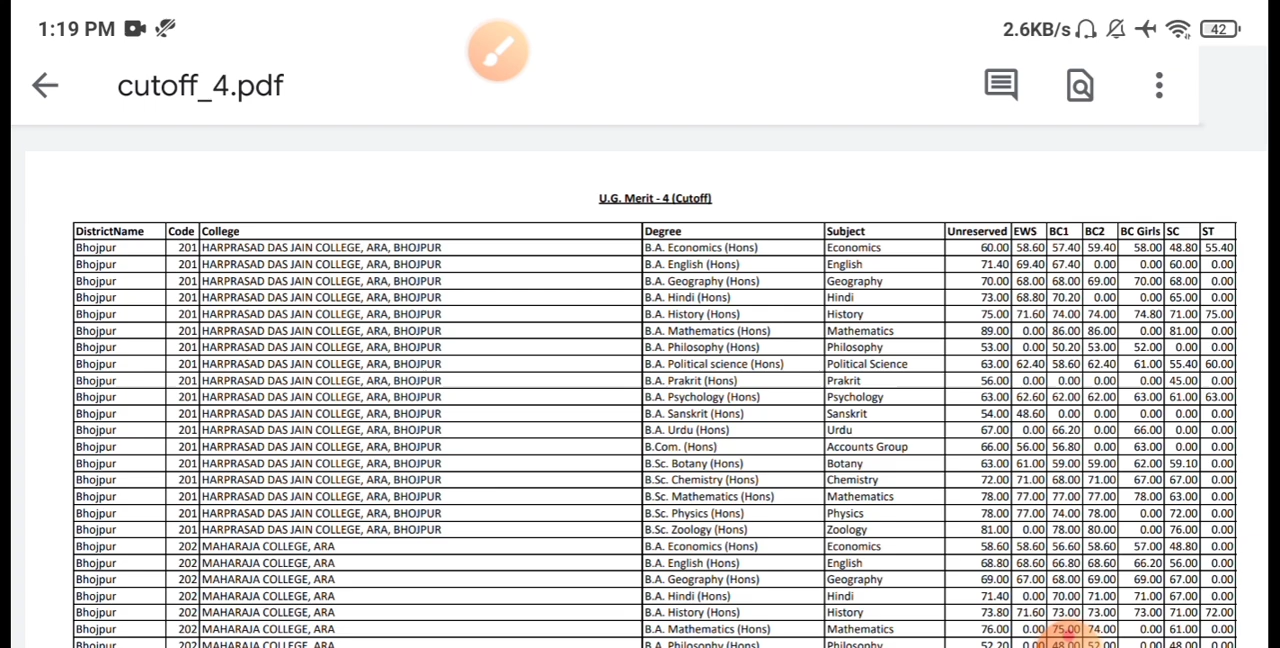 1:19 PM 2.6KB/s 42
cutoff_4.pdf
U.G. Merit - 4 (Cutoff)
DistrictName Code College Degree Subject Unreserved EWS BC1 BC2 BC Girls SC ST
Bhojpur 201 HARPRASAD DAS JAIN COLLEGE, ARA, BHOJPUR B.A. Economics (Hons) Economics 60.00 58.60 57.40 59.40 58.00 48.80 55.40
Bhojpur 201 HARPRASAD DAS JAIN COLLEGE, ARA, BHOJPUR B.A. English (Hons) English 71.40 69.40 67.40 0.00 0.00 60.00 0.00
Bhojpur 201 HARPRASAD DAS JAIN COLLEGE, ARA, BHOJPUR B.A. Geography (Hons) Geography 70.00 68.00 68.00 69.00 70.00 68.00 0.00
Bhojpur 201 HARPRASAD DAS JAIN COLLEGE, ARA, BHOJPUR B.A. Hindi (Hons) Hindi 73.00 68.80 70.20 0.00 0.00 65.00 0.00
Bhojpur 201 HARPRASAD DAS JAIN COLLEGE, ARA, BHOJPUR B.A. History (Hons) History 75.00 71.60 74.00 74.00 74.80 71.00 75.00
Bhojpur 201 HARPRASAD DAS JAIN COLLEGE, ARA, BHOJPUR B.A. Mathematics (Hons) Mathematics 89.00 0.00 86.00 86.00 0.00 81.00 0.00
Bhojpur 201 HARPRASAD DAS JAIN COLLEGE, ARA, BHOJPUR B.A. Philosophy (Hons) Philosophy 53.00 0.00 50.20 53.00 52.00 0.00 0.00
Bhojpur 201 HARPRASAD DAS JAIN COLLEGE, ARA, BHOJPUR B.A. Political science (Hons) Political Science 63.00 62.40 58.60 62.40 61.00 55.40 60.00
Bhojpur 201 HARPRASAD DAS JAIN COLLEGE, ARA, BHOJPUR B.A. Prakrit (Hons) Prakrit 56.00 0.00 0.00 0.00 0.00 45.00 0.00
Bhojpur 201 HARPRASAD DAS JAIN COLLEGE, ARA, BHOJPUR B.A. Psychology (Hons) Psychology 63.00 62.60 62.00 62.00 63.00 61.00 63.00
Bhojpur 201 HARPRASAD DAS JAIN COLLEGE, ARA, BHOJPUR B.A. Sanskrit (Hons) Sanskrit 54.00 48.60 0.00 0.00 0.00 0.00 0.00
Bhojpur 201 HARPRASAD DAS JAIN COLLEGE, ARA, BHOJPUR B.A. Urdu (Hons) Urdu 67.00 0.00 66.20 0.00 66.00 0.00 0.00
Bhojpur 201 HARPRASAD DAS JAIN COLLEGE, ARA, BHOJPUR B.Com. (Hons) Accounts Group 66.00 56.00 56.80 0.00 63.00 0.00 0.00
Bhojpur 201 HARPRASAD DAS JAIN COLLEGE, ARA, BHOJPUR B.Sc. Botany (Hons) Botany 63.00 61.00 59.00 59.00 62.00 59.10 0.00
Bhojpur 201 HARPRASAD DAS JAIN COLLEGE, ARA, BHOJPUR B.Sc. Chemistry (Hons) Chemistry 72.00 71.00 68.00 71.00 67.00 67.00 0.00
Bhojpur 201 HARPRASAD DAS JAIN COLLEGE, ARA, BHOJPUR B.Sc. Mathematics (Hons) Mathematics 78.00 77.00 77.00 77.00 78.00 63.00 0.00
Bhojpur 201 HARPRASAD DAS JAIN COLLEGE, ARA, BHOJPUR B.Sc. Physics (Hons) Physics 78.00 77.00 74.00 78.00 0.00 72.00 0.00
Bhojpur 201 HARPRASAD DAS JAIN COLLEGE, ARA, BHOJPUR B.Sc. Zoology (Hons) Zoology 81.00 0.00 78.00 80.00 0.00 76.00 0.00
Bhojpur 202 MAHARAJA COLLEGE, ARA B.A. Economics (Hons) Economics 58.60 58.60 56.60 58.60 57.00 48.80 0.00
Bhojpur 202 MAHARAJA COLLEGE, ARA B.A. English (Hons) English 68.80 68.60 66.80 68.60 66.20 56.00 0.00
Bhojpur 202 MAHARAJA COLLEGE, ARA B.A. Geography (Hons) Geography 69.00 67.00 68.00 69.00 69.00 67.00 0.00
Bhojpur 202 MAHARAJA COLLEGE, ARA B.A. Hindi (Hons) Hindi 71.40 0.00 70.00 71.00 71.00 67.00 0.00
Bhojpur 202 MAHARAJA COLLEGE, ARA B.A. History (Hons) History 73.80 71.60 73.00 73.00 73.00 71.00 72.00
Bhojpur 202 MAHARAJA COLLEGE, ARA B.A. Mathematics (Hons) Mathematics 76.00 0.00 75.00 74.00 0.00 61.00 0.00
Bhojpur 202 MAHARAJA COLLEGE, ARA B.A. Philosophy (Hons) Philosophy 52.20 0.00 48.00 52.00 0.00 48.00 0.00